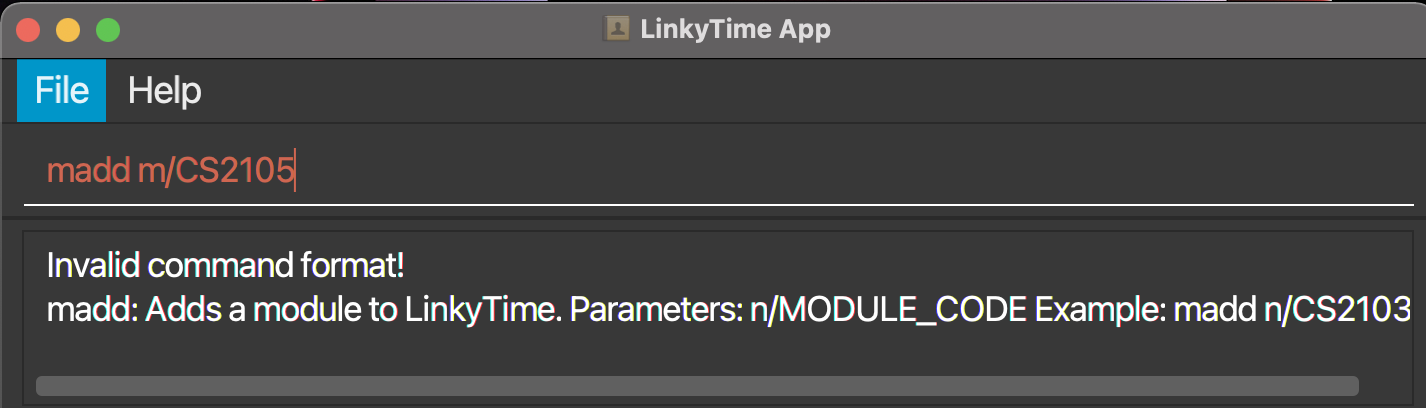 LinkyTime App
File Help
madd m/CS2105
Invalid command format!
madd: Adds a module to LinkyTime. Parameters: n/MODULE_CODE Example: madd n/CS2103